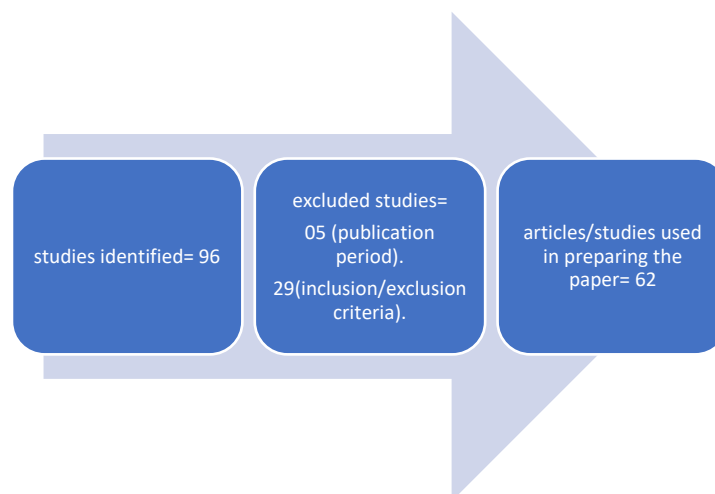 studies identified= 96
excluded studies=
05 (publication
period).
29(inclusion/exclusion
criteria).
articles/studies used
in preparing the
paper= 62